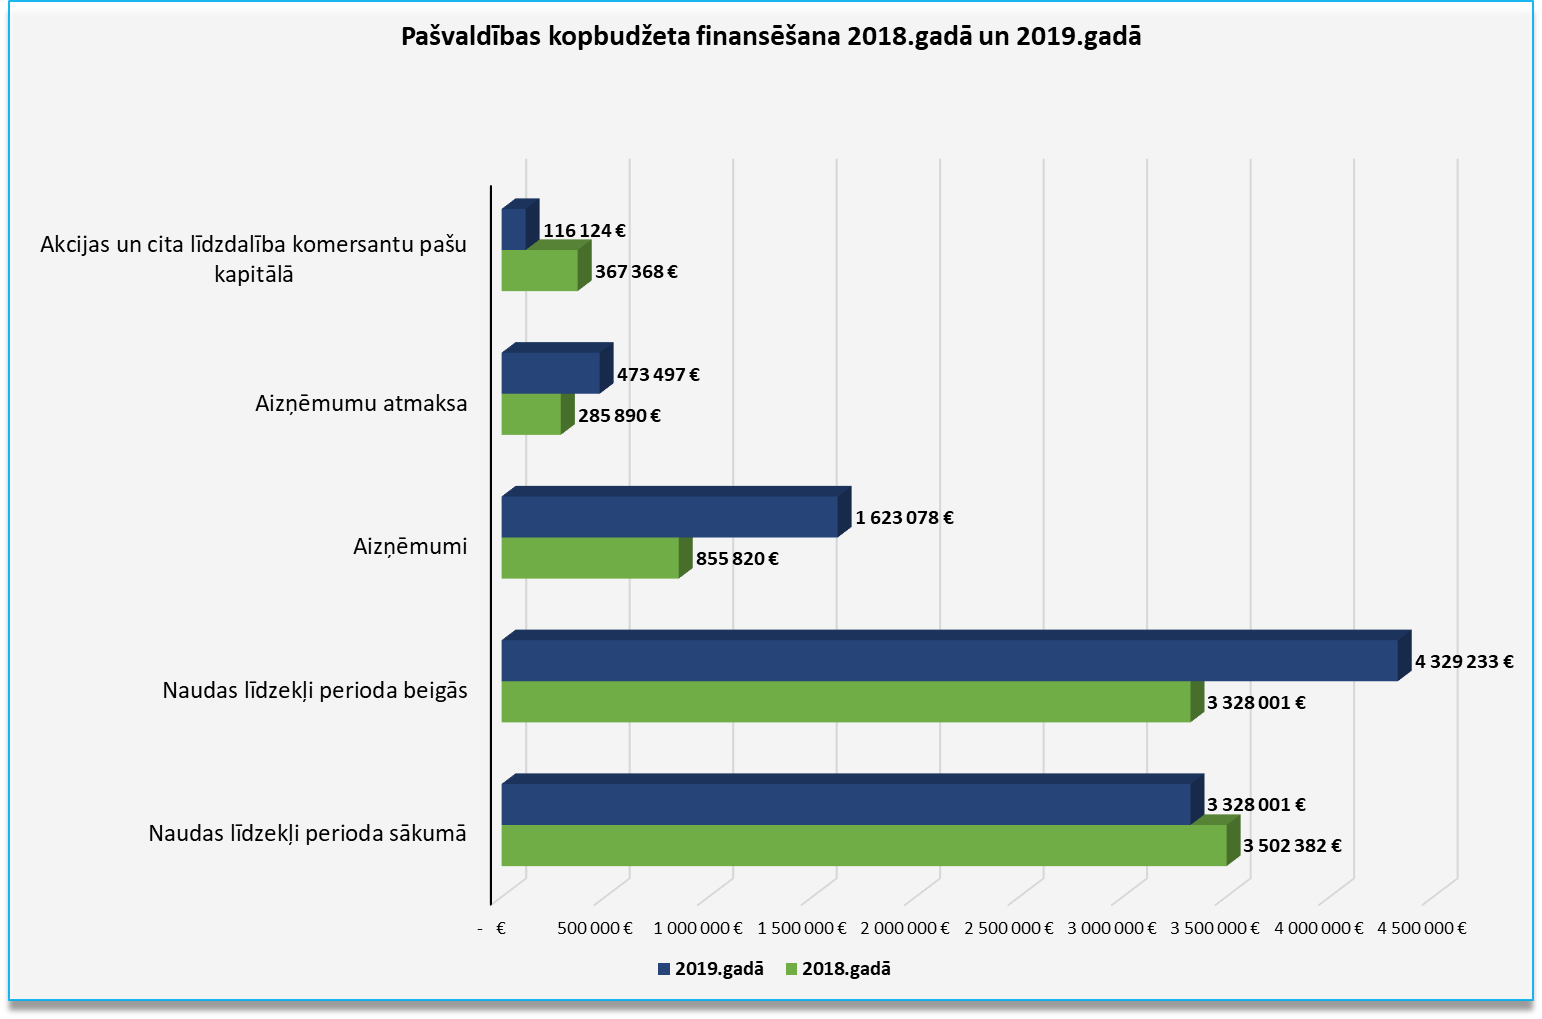 Pašvaldības kopbudžeta finansēšana 2018.gadā un 2019.gadā
Akcijas un cita līdzdalība komersantu pašu
kapitālā
116 124 €
367 368 €
Aizņēmumu atmaksa
473 497 €
285 890 €
Aizņēmumi
1 623 078 €
855 820 €
Naudas līdzekļi perioda beigās
4 329 233 €
3 328 001 €
Naudas līdzekļi perioda sākumā
3 328 001 €
3 502 382 €
- € 500 000 € 1 000 000 € 1 500 000 € 2 000 000 € 2 500 000 € 3 000 000 € 3 500 000 € 4 000 000 € 4 500 000 €
2019.gadā 2018.gadā